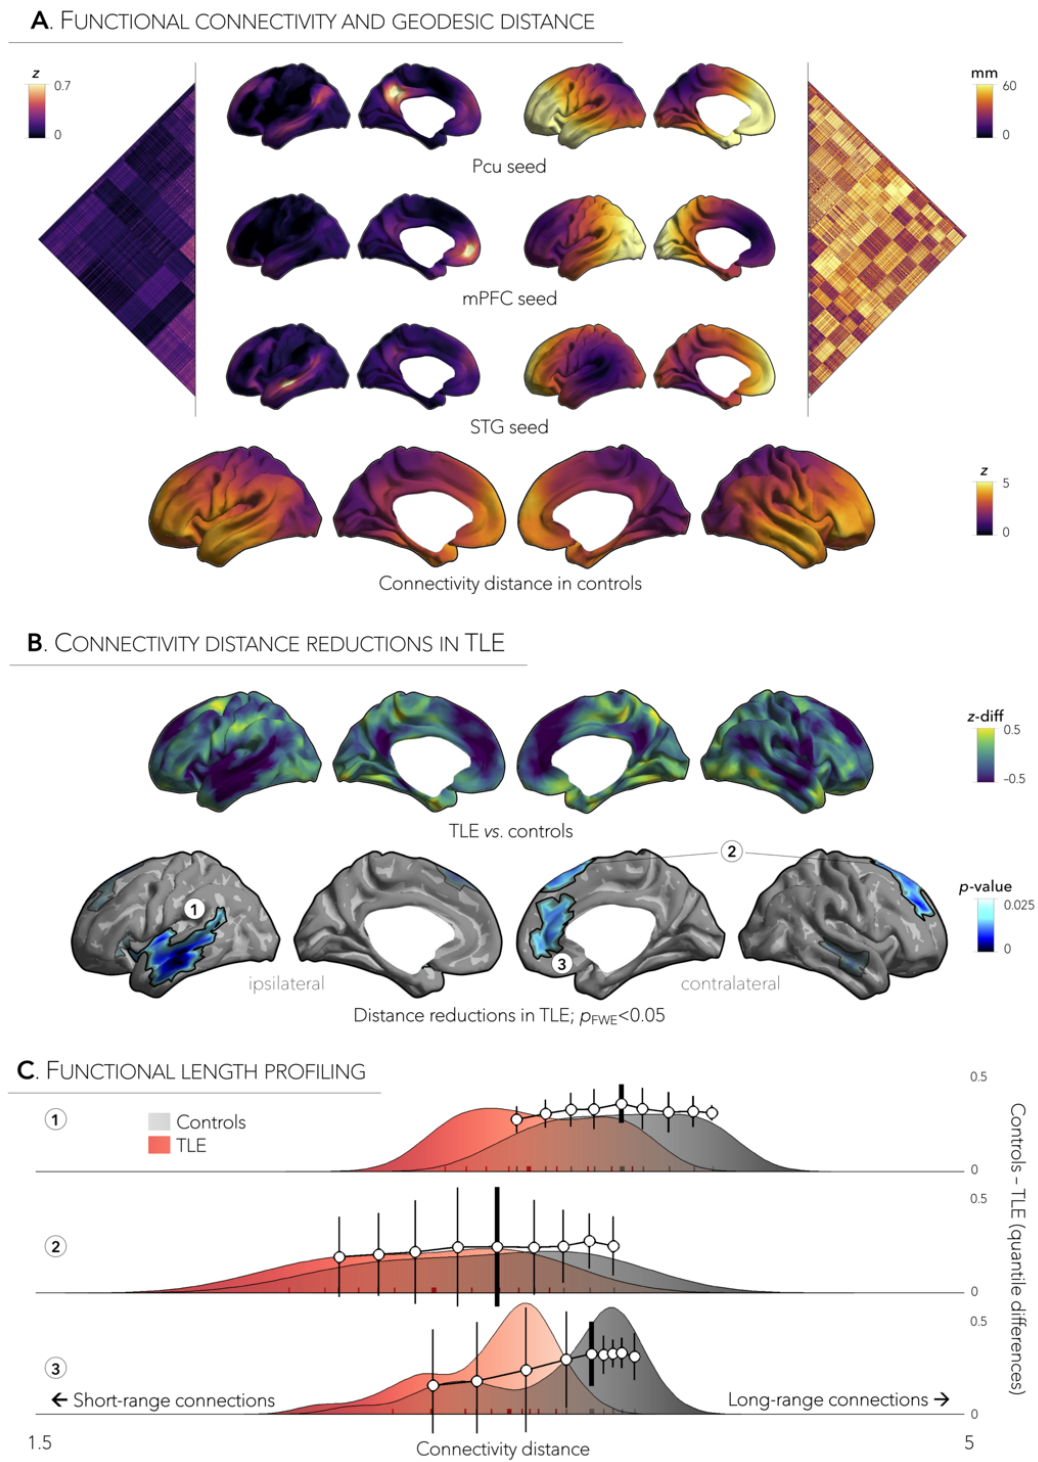 A. FUNCTIONAL CONNECTIVITY AND GEODESIC DISTANCE
z
0.7
0
mm
60
0
Pcu seed
mPFC seed
STG seed
z
5
0
Connectivity distance in controls
B. CONNECTIVITY DISTANCE REDUCTIONS IN TLE
z-diff
0.5
-0.5
TLE vs. controls
2
p-value
0.025
0
1
3
ipsilateral
contralateral
Distance reductions in TLE; pFWE<0.05
C. FUNCTIONAL LENGTH PROFILING
0.5
1
Controls
TLE
0
0.5
2
0
0.5
3
← Short-range connections
Long-range connections →
0
Controls – TLE (quantile differences)
1.5
Connectivity distance
5